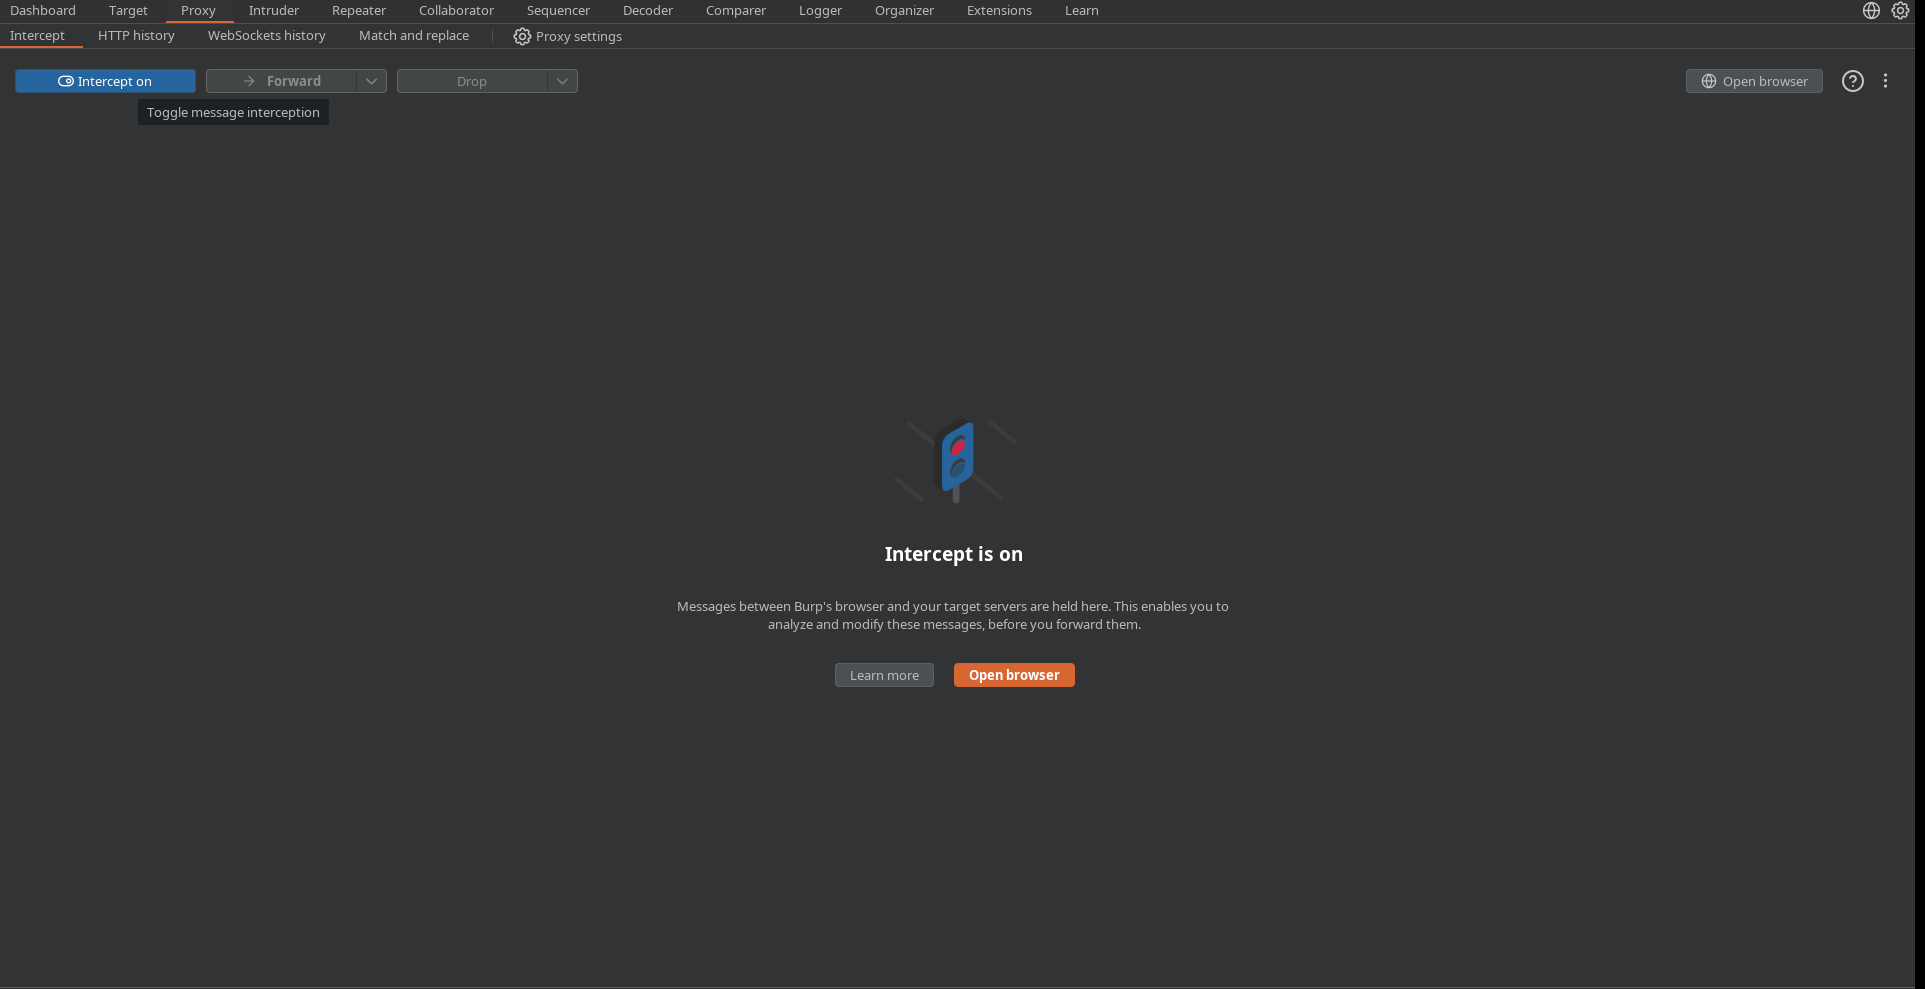 Dashboard Target Proxy Intruder Repeater Collaborator Sequencer Decoder Comparer Logger Organizer Extensions Learn
Intercept HTTP history WebSockets history Match and replace Proxy settings
Intercept on Forward Drop Open browser
Toggle message interception
Intercept is on
Messages between Burp's browser and your target servers are held here. This enables you to
analyze and modify these messages, before you forward them.
Learn more Open browser